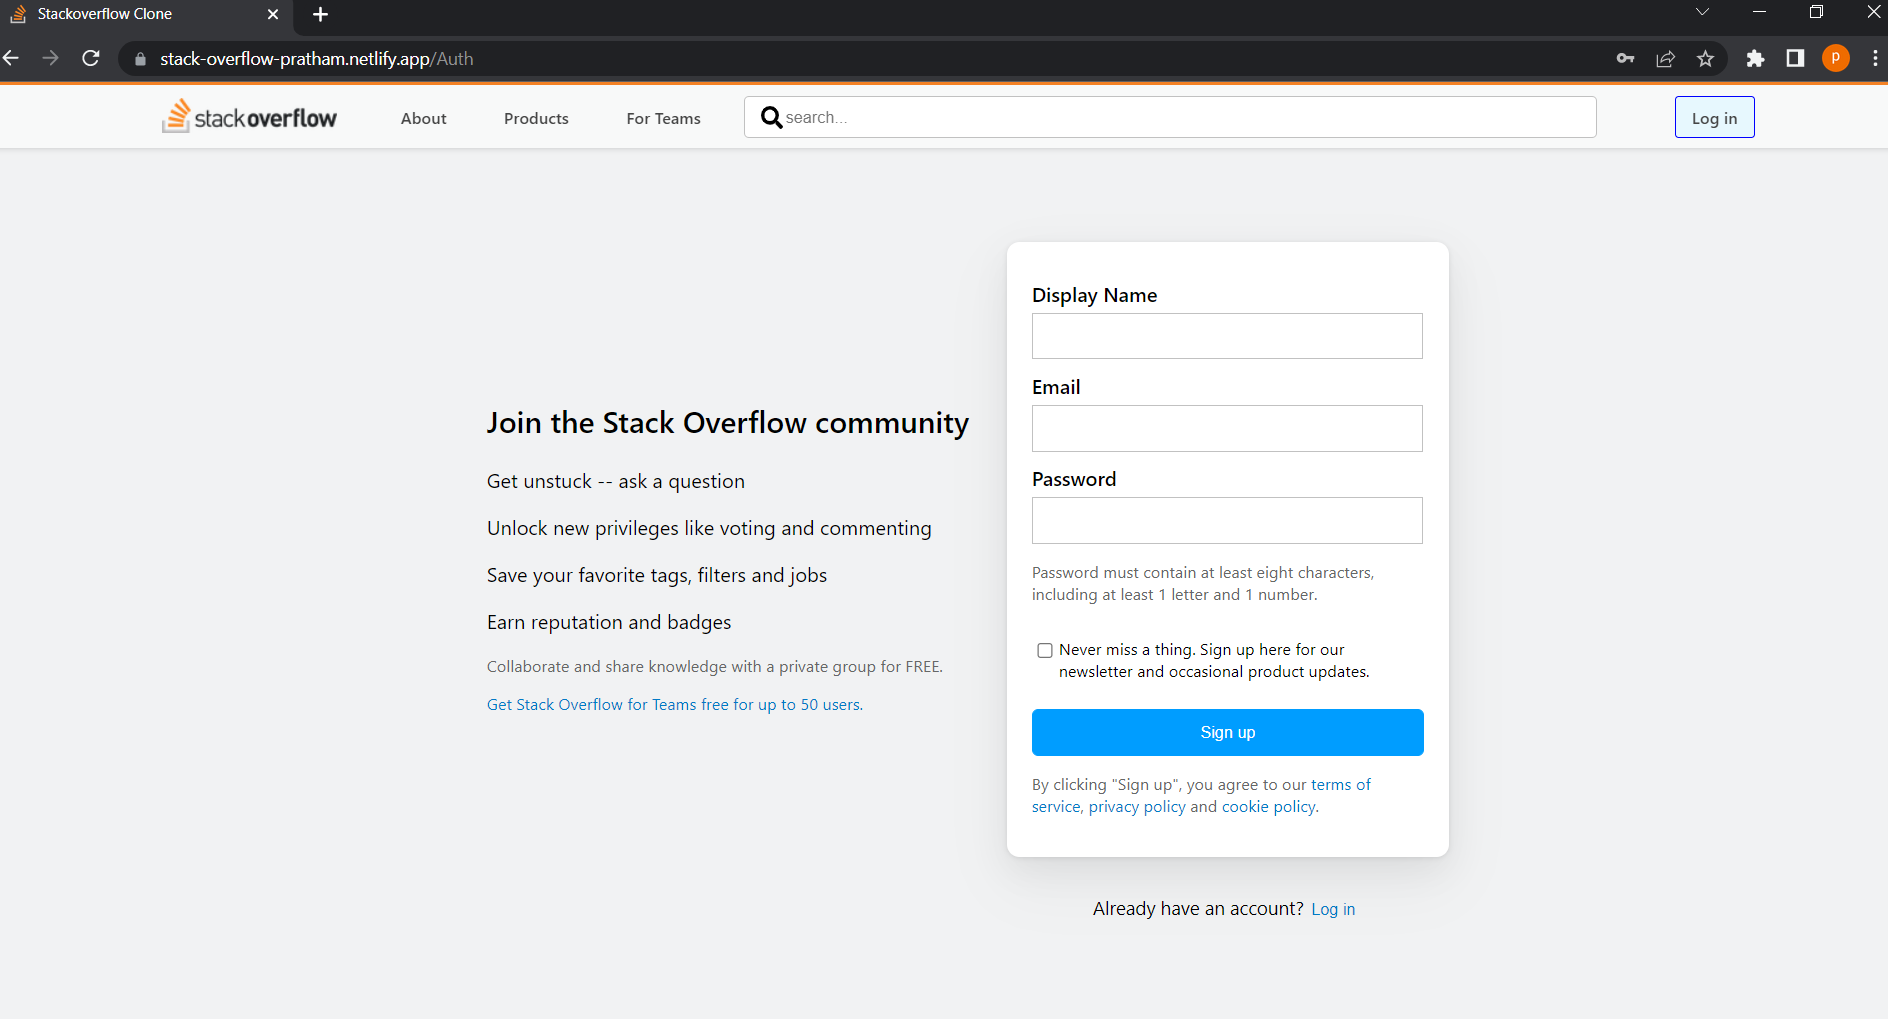 Stackoverflow Clone
stack-overflow-pratham.netlify.app/Auth
p
stackoverflow
About
Products
For Teams
search...
Log in
Display Name
Email
Join the Stack Overflow community
Password
Get unstuck -- ask a question
Unlock new privileges like voting and commenting
Save your favorite tags, filters and jobs
Earn reputation and badges
Collaborate and share knowledge with a private group for FREE.
Get Stack Overflow for Teams free for up to 50 users.
Password must contain at least eight characters,
including at least 1 letter and 1 number.
Never miss a thing. Sign up here for our
newsletter and occasional product updates.
Sign up
By clicking "Sign up", you agree to our terms of
service, privacy policy and cookie policy.
Already have an account? Log in